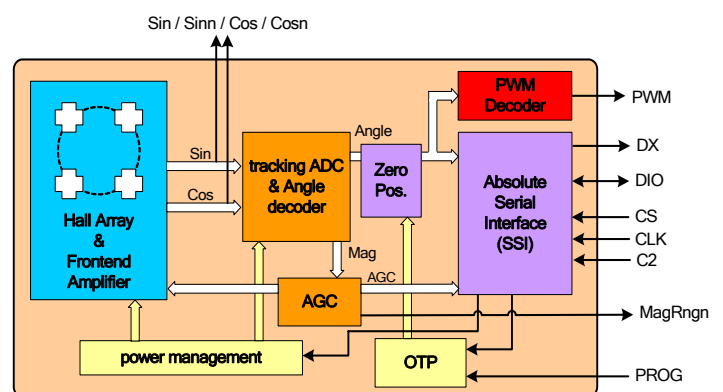 Sin / Sinn / Cos / Cosn
PWM
Decoder
PWM
Angle
Sin
Cos
tracking ADC
& Angle
decoder
Zero
Pos.
Absolute
Serial
Interface
(SSI)
DX
DIO
CS
CLK
C2
Hall Array
&
Frontend
Amplifier
Mag
AGC
AGC
MagRngn
power management
OTP
PROG